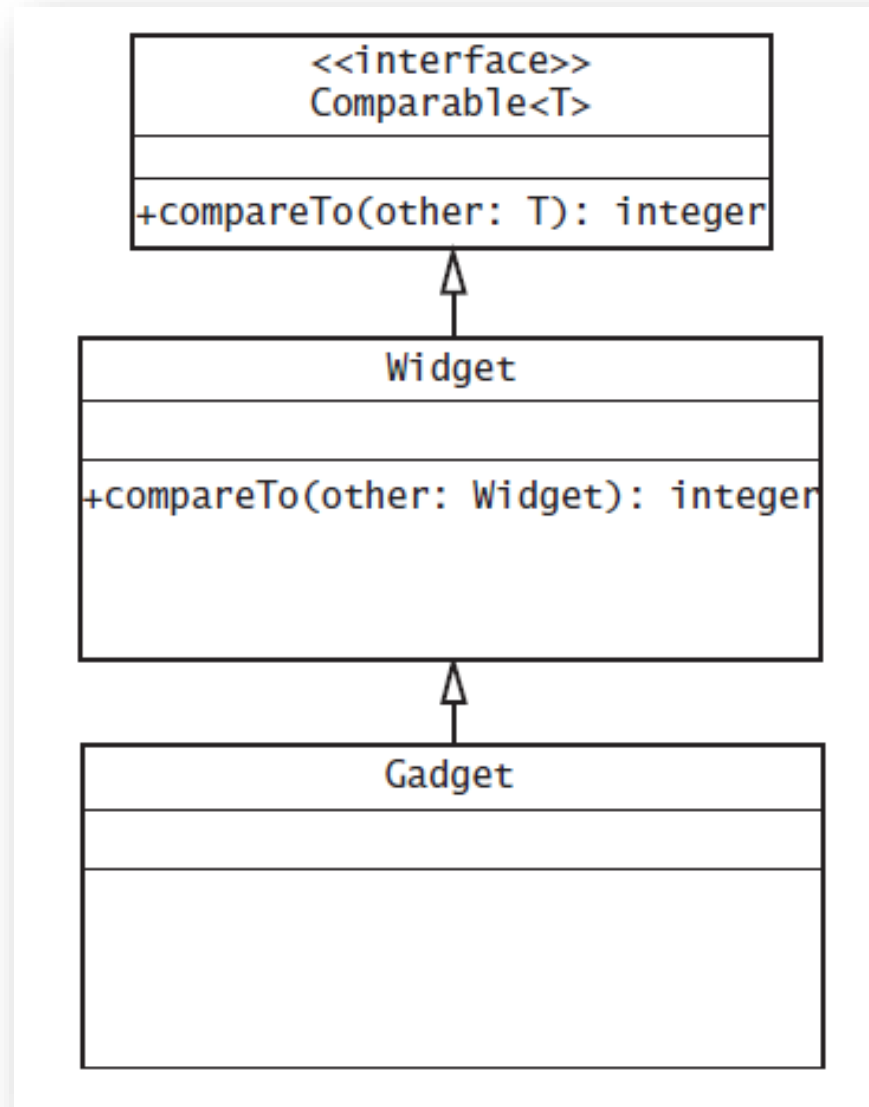 <<interface>>
Comparable<T>
+compareTo(other: T): integer
Widget
+compareTo(other: Widget): integer
Gadget